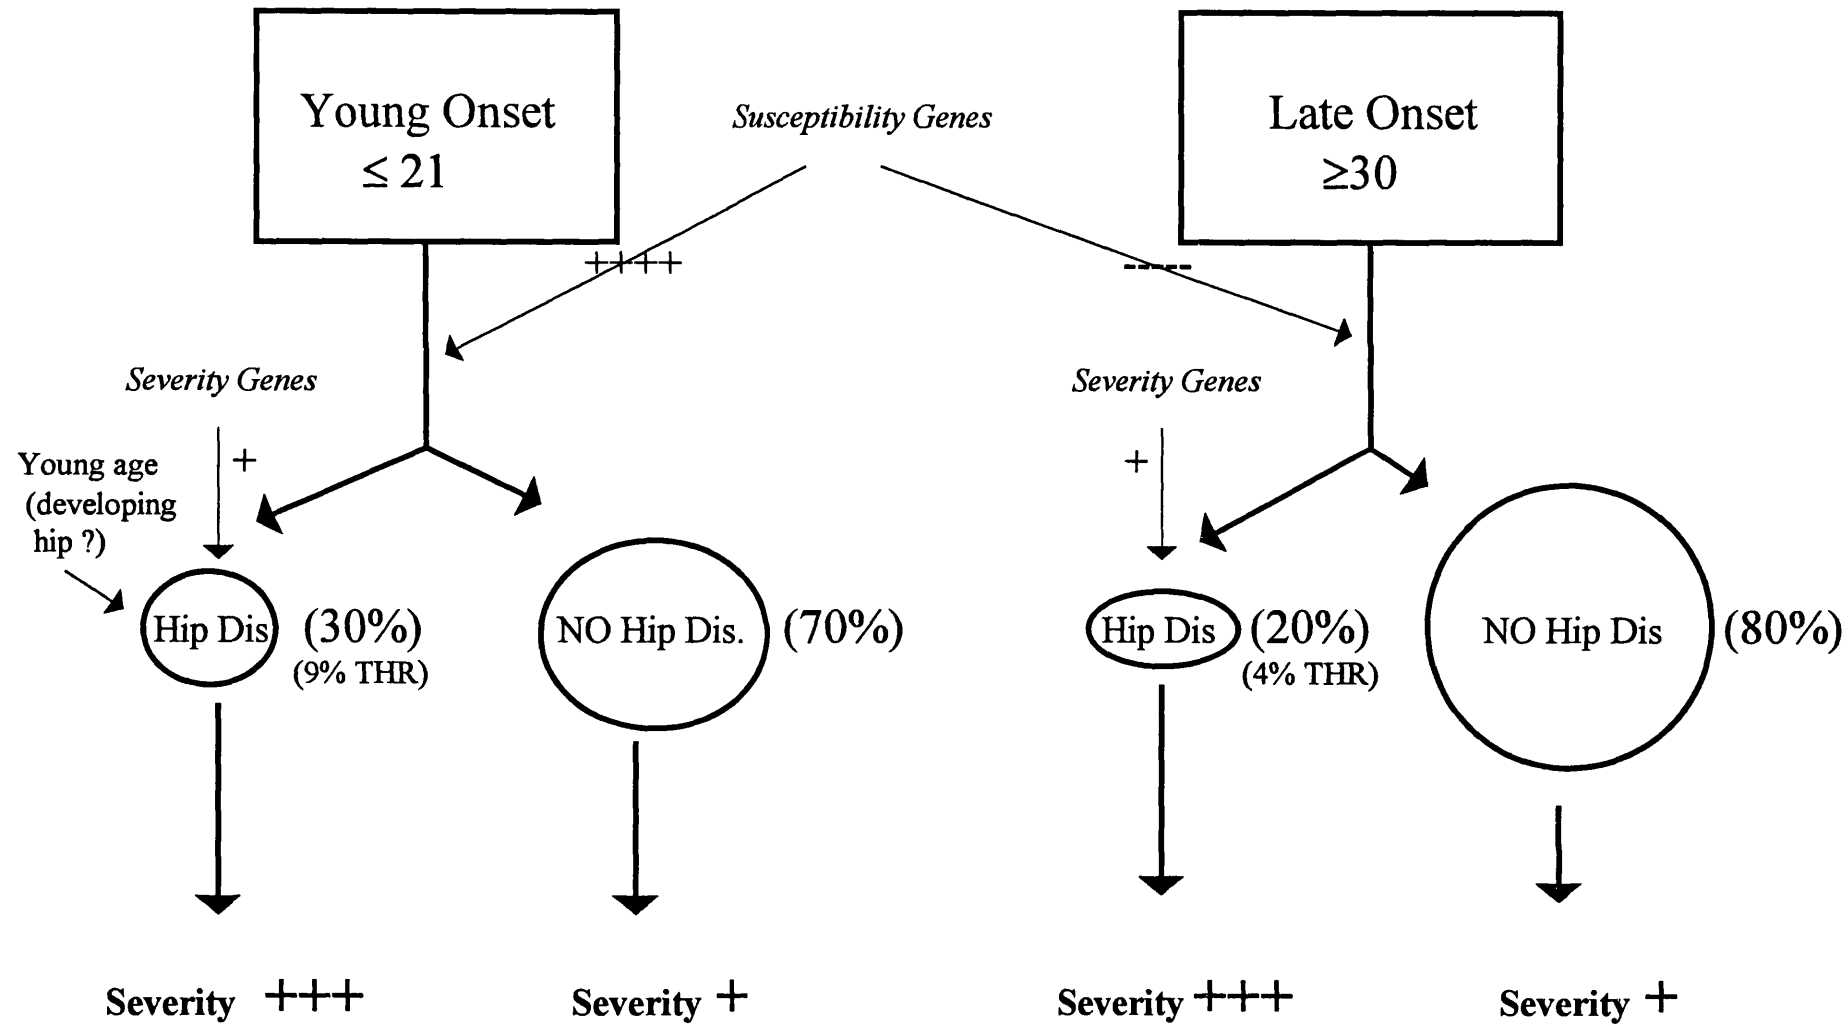 Young Onset
≤ 21
Susceptibility Genes
Late Onset
≥30
++++
-----
Severity Genes
+
Young age
(developing
hip ?)
Severity Genes
+
Hip Dis
(30%)
(9% THR)
NO Hip Dis.
(70%)
Hip Dis
(20%)
(4% THR)
NO Hip Dis
(80%)
Severity +++
Severity +
Severity +++
Severity +